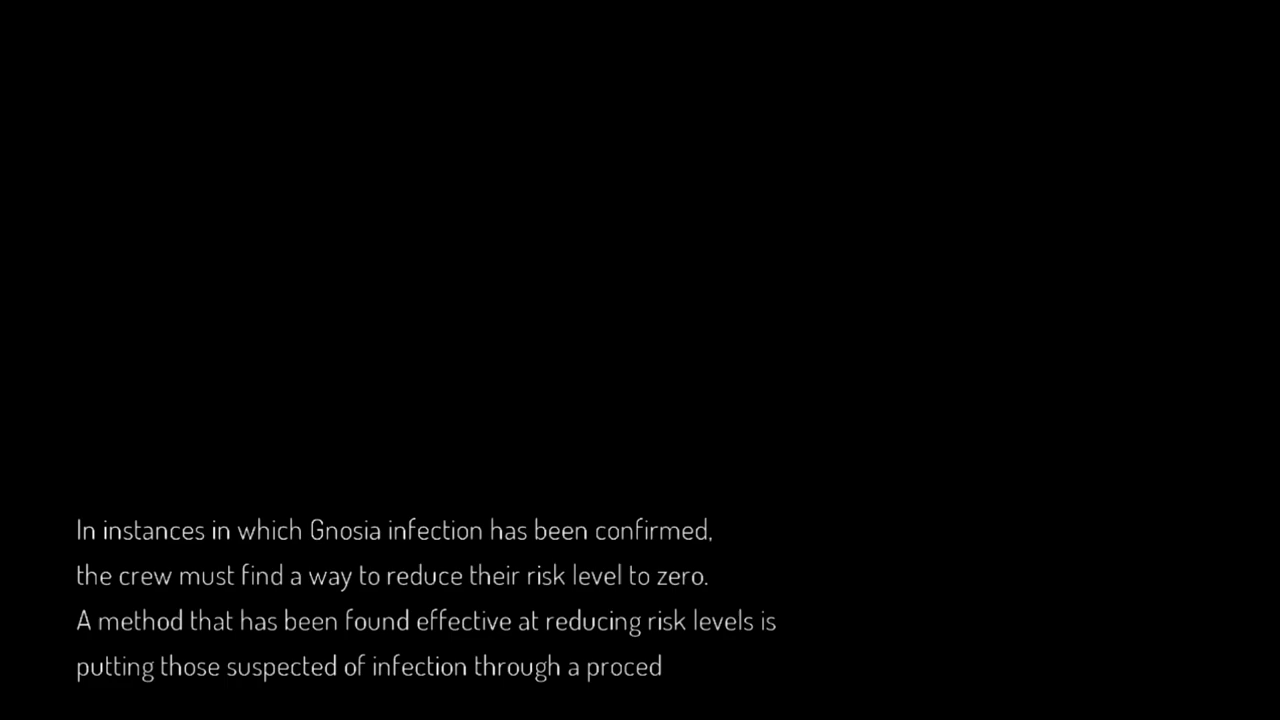 In instances in which Gnosia infection has been confirmed,
the crew must find a way to reduce their risk level to zero.
A method that has been found effective at reducing risk levels is
putting those suspected of infection through a proced